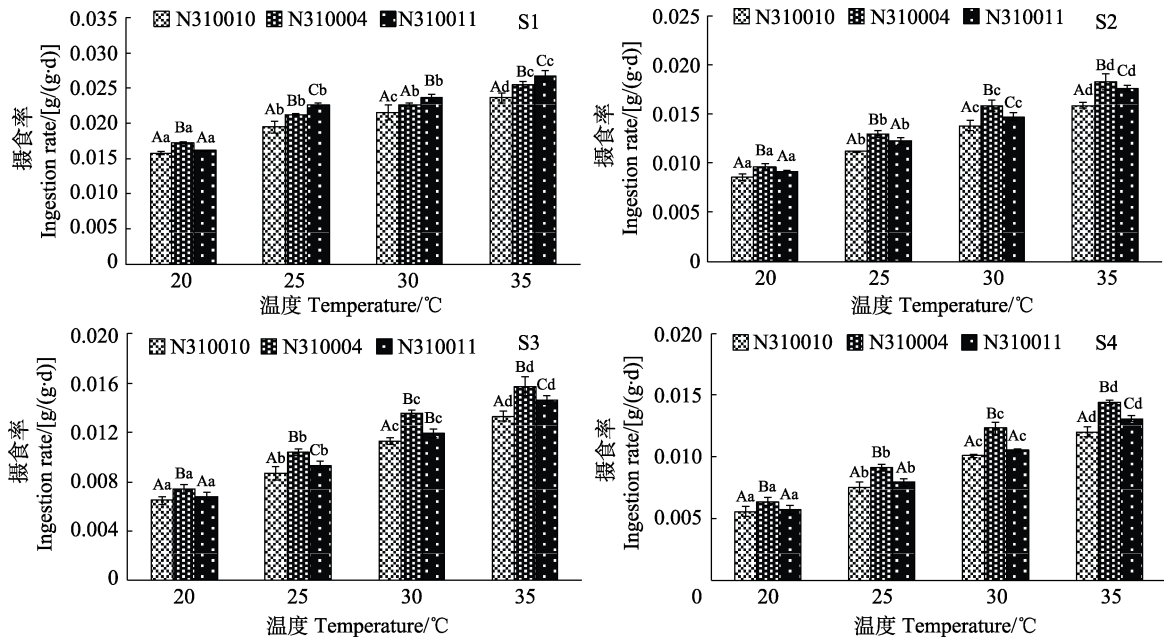 N310010 N310004 N310011 S1
0.035
0.030
0.025
0.020
0.015
0.010
0.005
0
摄食率
Ingestion rate/[g/(g·d)]
Aa Ba Aa
Ab Bb Cb
Ac Ab Bb
Ad Bc Cc
20 25 30 35
温度 Temperature/℃
N310010 N310004 N310011 S2
0.025
0.020
0.015
0.010
0.005
0
摄食率
Ingestion rate/[g/(g·d)]
Aa Ba Aa
Ab Bb Ab
Ac Bc Cc
Ad Bd Cd
20 25 30 35
温度 Temperature/℃
N310010 N310004 N310011 S3
0.020
0.016
0.012
0.008
0.004
0
摄食率
Ingestion rate/[g/(g·d)]
Aa Ba Aa
Ab Bb Cb
Ac Bc Ac
Ad Bd Cd
20 25 30 35
温度 Temperature/℃
N310010 N310004 N310011 S4
0.020
0.015
0.010
0.005
0
摄食率
Ingestion rate/[g/(g·d)]
Aa Ba Aa
Ab Bb Ab
Ac Bc Ac
Ad Bd Cd
20 25 30 35
温度 Temperature/℃